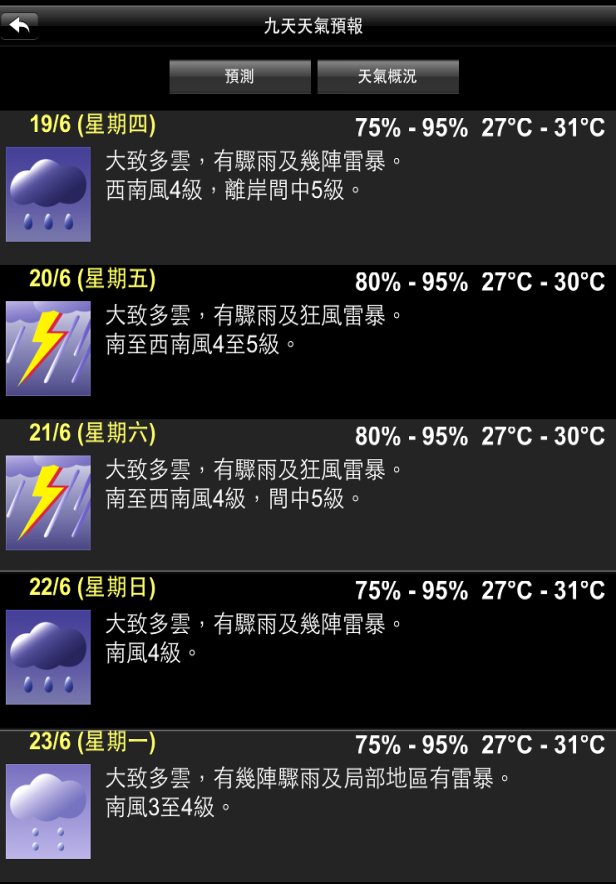 九天天氣預報
預測 天氣概況
19/6 (星期四) 75% - 95% 27°C - 31°C
大致多雲，有驟雨及幾陣雷暴。
西南風4級，離岸間中5級。
20/6 (星期五) 80% - 95% 27°C - 30°C
大致多雲，有驟雨及狂風雷暴。
南至西南風4至5級。
21/6 (星期六) 80% - 95% 27°C - 30°C
大致多雲，有驟雨及狂風雷暴。
南至西南風4級，間中5級。
22/6 (星期日) 75% - 95% 27°C - 31°C
大致多雲，有驟雨及幾陣雷暴。
南風4級。
23/6 (星期一) 75% - 95% 27°C - 31°C
大致多雲，有幾陣驟雨及局部地區有雷暴。
南風3至4級。